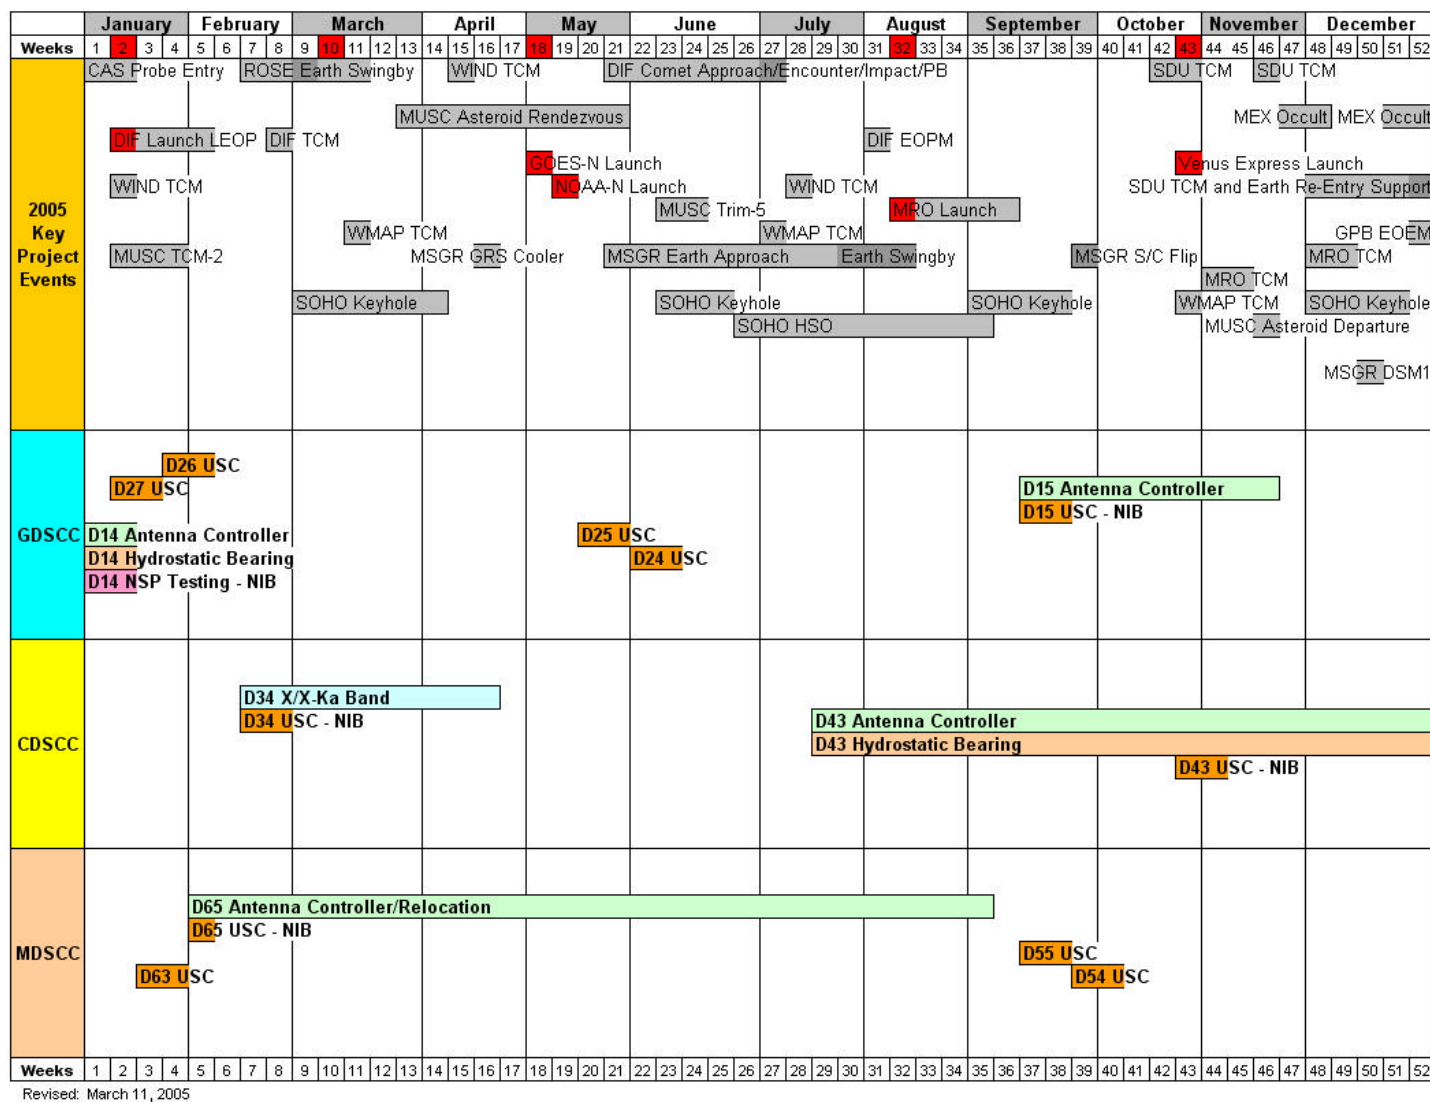 January February March April May June July August September October November December
Weeks 1 2 3 4 5 6 7 8 9 10 11 12 13 14 15 16 17 18 19 20 21 22 23 24 25 26 27 28 29 30 31 32 33 34 35 36 37 38 39 40 41 42 43 44 45 46 47 48 49 50 51 52
CAS Probe Entry ROSE Earth Swingby WIND TCM DIF Comet Approach/Encounter/Impact/PB SDU TCM SDU TCM
MUSC Asteroid Rendezvous MEX Occult MEX Occult
DIF Launch LEOP DIF TCM DIF EOPM
GOES-N Launch Venus Express Launch
WIND TCM NOAA-N Launch WIND TCM SDU TCM and Earth Re-Entry Support
2005
Key
Project
Events
MUSC Trim-5 MRO Launch
WMAP TCM WMAP TCM GPB EOEM
MUSC TCM-2 MSGR GRS Cooler MSGR Earth Approach Earth Swingby MSGR S/C Flip MRO TCM
MRO TCM
SOHO Keyhole SOHO Keyhole SOHO Keyhole WMAP TCM SOHO Keyhole
SOHO HSO MUSC Asteroid Departure
MSGR DSM1
GDSCC
D26 USC
D27 USC D15 Antenna Controller
D15 USC - NIB
D14 Antenna Controller D25 USC
D14 Hydrostatic Bearing D24 USC
D14 NSP Testing - NIB
CDSCC
D34 X/X-Ka Band
D34 USC - NIB D43 Antenna Controller
D43 Hydrostatic Bearing
D43 USC - NIB
MDSCC
D65 Antenna Controller/Relocation
D65 USC - NIB
D55 USC
D63 USC D54 USC
Weeks 1 2 3 4 5 6 7 8 9 10 11 12 13 14 15 16 17 18 19 20 21 22 23 24 25 26 27 28 29 30 31 32 33 34 35 36 37 38 39 40 41 42 43 44 45 46 47 48 49 50 51 52
Revised: March 11, 2005